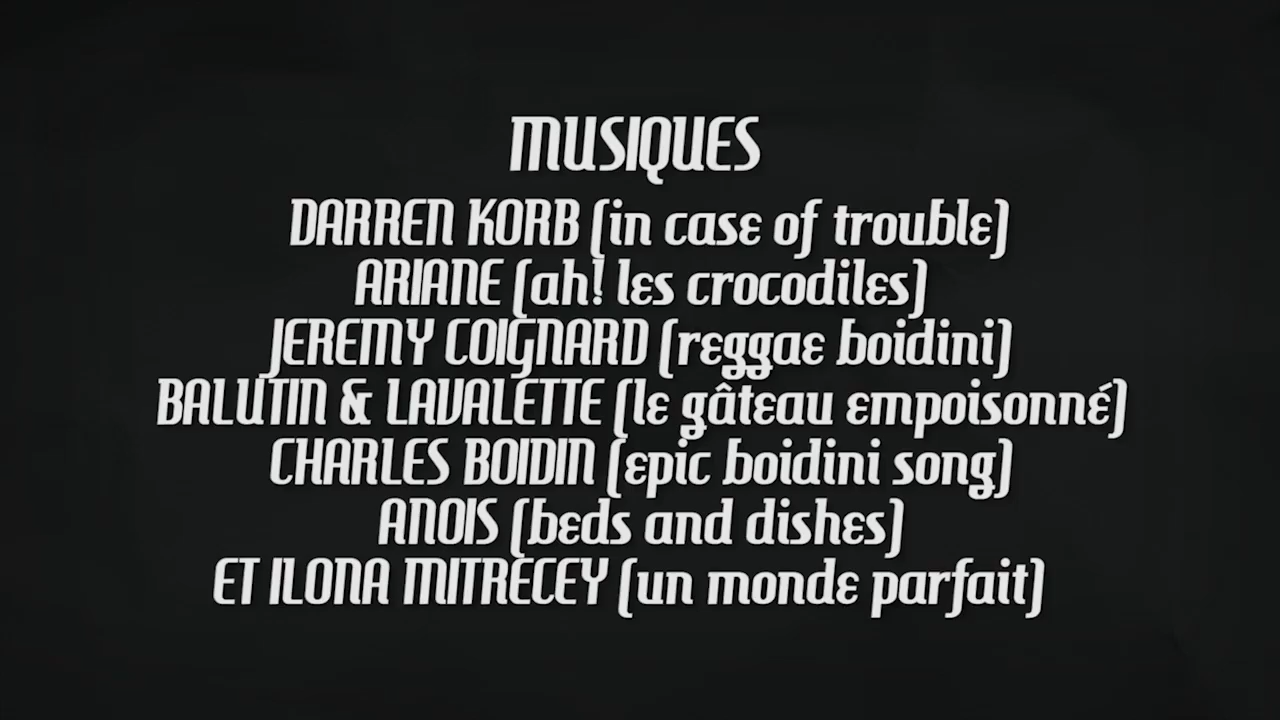 MUSIQUES
DARREN KORB (in case of trouble)
ARIANE (ah! les crocodiles)
JEREMY COIGNARD (reggae boidini)
BALUTIN & LAVALETTE (le gâteau empoisonné)
CHARLES BOIDIN (epic boidini song)
ANOIS (beds and dishes)
ET ILONA MITRECEY (un monde parfait)